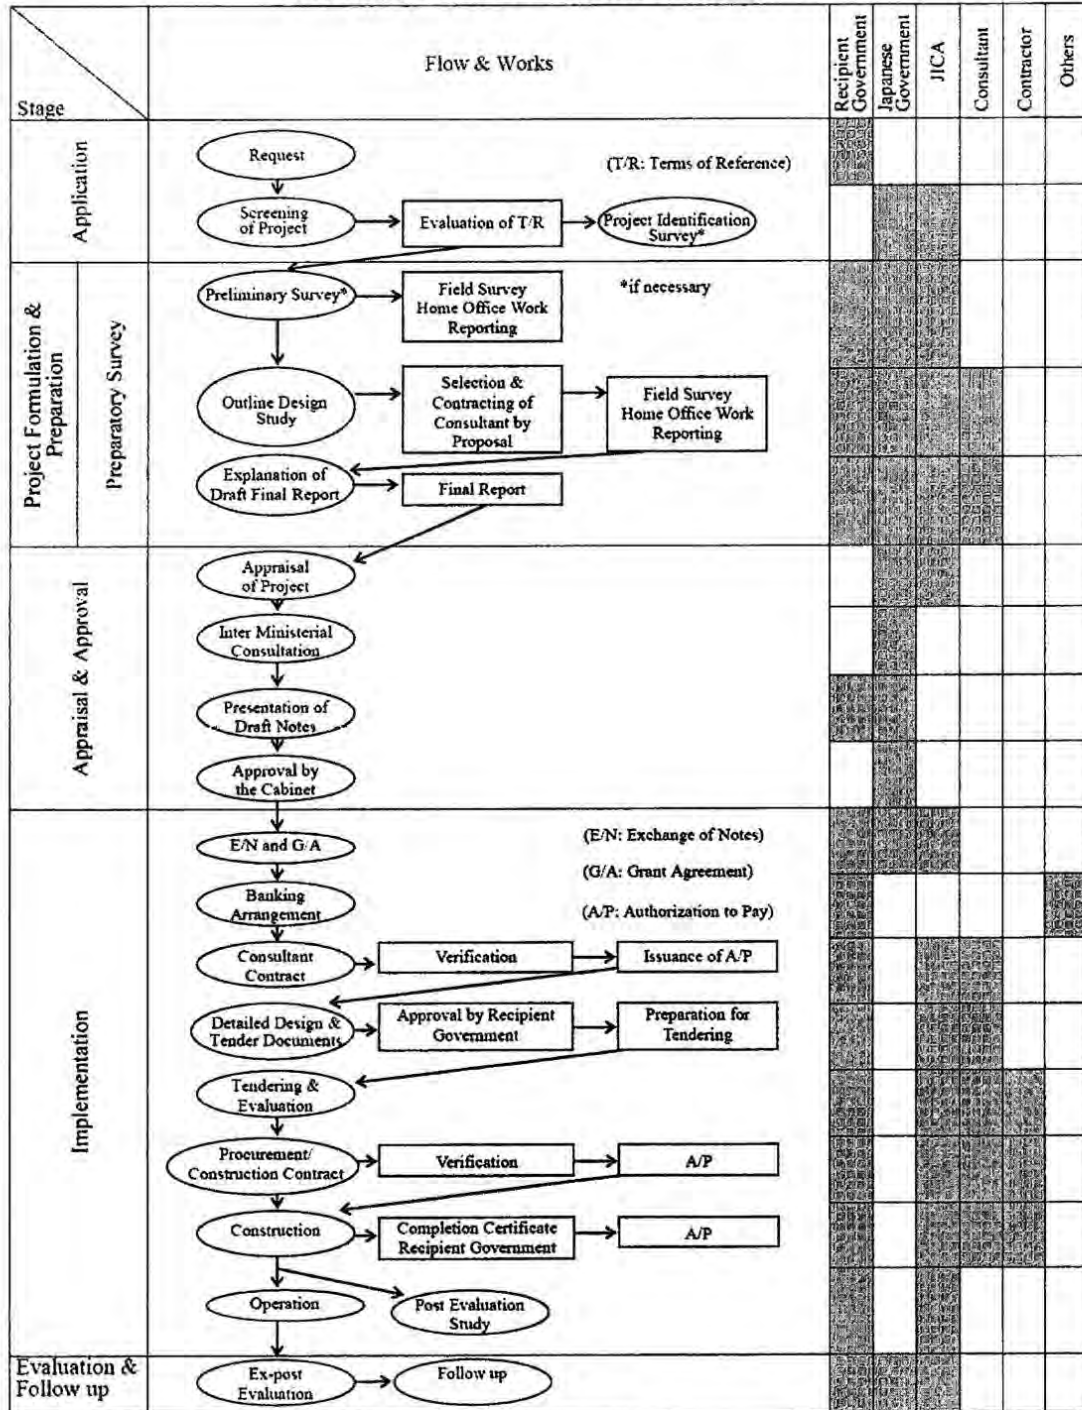 Stage
Flow & Works
Recipient
Government
Japanese
Government
JICA
Consultant
Contractor
Others
Application
Request
(T/R: Terms of Reference)
Screening
of Project
Evaluation of T/R
Project Identification
Survey*
Project Formulation &
Preparation
Preparatory Survey
Preliminary Survey*
Field Survey
Home Office Work
Reporting
*if necessary
Outline Design
Study
Selection &
Contracting of
Consultant by
Proposal
Field Survey
Home Office Work
Reporting
Explanation of
Draft Final Report
Final Report
Appraisal & Approval
Appraisal
of Project
Inter Ministerial
Consultation
Presentation of
Draft Notes
Approval by
the Cabinet
Implementation
E/N and G/A
(E/N: Exchange of Notes)
(G/A: Grant Agreement)
Banking
Arrangement
(A/P: Authorization to Pay)
Consultant
Contract
Verification
Issuance of A/P
Detailed Design &
Tender Documents
Approval by Recipient
Government
Preparation for
Tendering
Tendering &
Evaluation
Procurement/
Construction Contract
Verification
A/P
Construction
Completion Certificate
Recipient Government
A/P
Operation
Post Evaluation
Study
Evaluation &
Follow up
Ex-post
Evaluation
Follow up